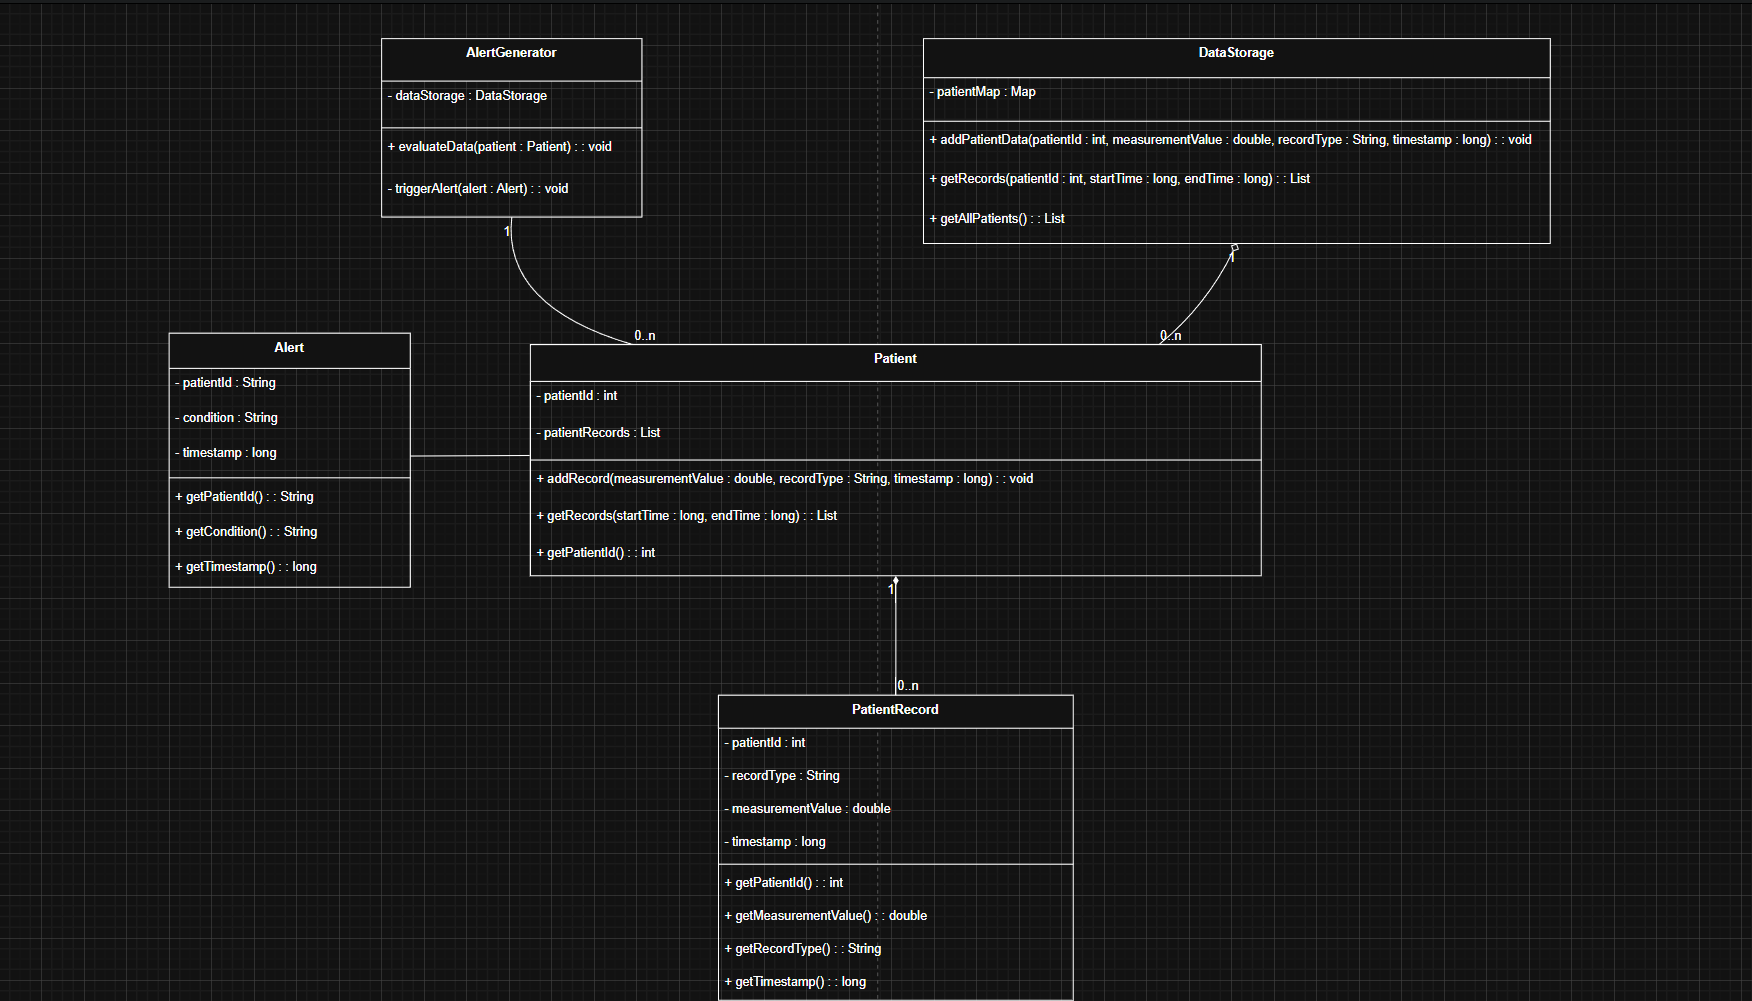 AlertGenerator
- dataStorage : DataStorage
+ evaluateData(patient : Patient) : : void
- triggerAlert(alert : Alert) : : void
1
0..n
DataStorage
- patientMap : Map
+ addPatientData(patientId : int, measurementValue : double, recordType : String, timestamp : long) : : void
+ getRecords(patientId : int, startTime : long, endTime : long) : : List
+ getAllPatients() : : List
1
0..n
Alert
- patientId : String
- condition : String
- timestamp : long
+ getPatientId() : : String
+ getCondition() : : String
+ getTimestamp() : : long
Patient
- patientId : int
- patientRecords : List
+ addRecord(measurementValue : double, recordType : String, timestamp : long) : : void
+ getRecords(startTime : long, endTime : long) : : List
+ getPatientId() : : int
1
0..n
PatientRecord
- patientId : int
- recordType : String
- measurementValue : double
- timestamp : long
+ getPatientId() : : int
+ getMeasurementValue() : : double
+ getRecordType() : : String
+ getTimestamp() : : long